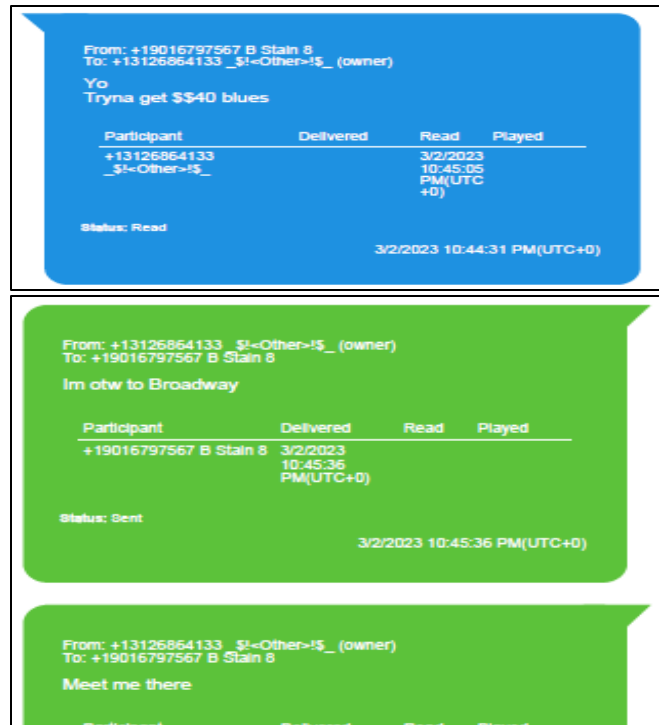 From: +19016797567 B Stain 8
To: +13126864133 _$!<Other>!$_ (owner)
Yo
Tryna get $$40 blues
Participant Delivered Read Played
+13126864133 3/2/2023
_$!<Other>!$_ 10:45:05
PM(UTC
+0)
Status: Read
3/2/2023 10:44:31 PM(UTC+0)
From: +13126864133 _$!<Other>!$_ (owner)
To: +19016797567 B Stain 8
Im otw to Broadway
Participant Delivered Read Played
+19016797567 B Stain 8 3/2/2023
10:45:36
PM(UTC+0)
Status: Sent
3/2/2023 10:45:36 PM(UTC+0)
From: +13126864133 _$!<Other>!$_ (owner)
To: +19016797567 B Stain 8
Meet me there